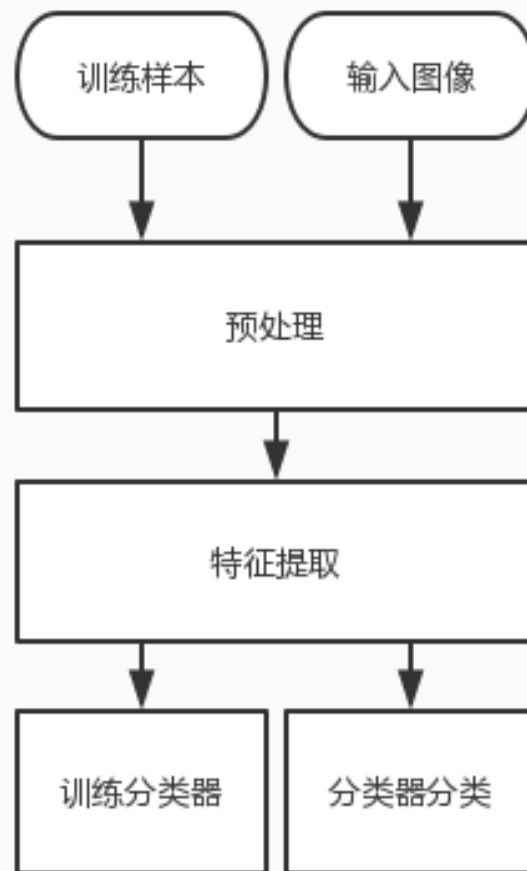 训练样本
输入图像
预处理
特征提取
训练分类器
分类器分类